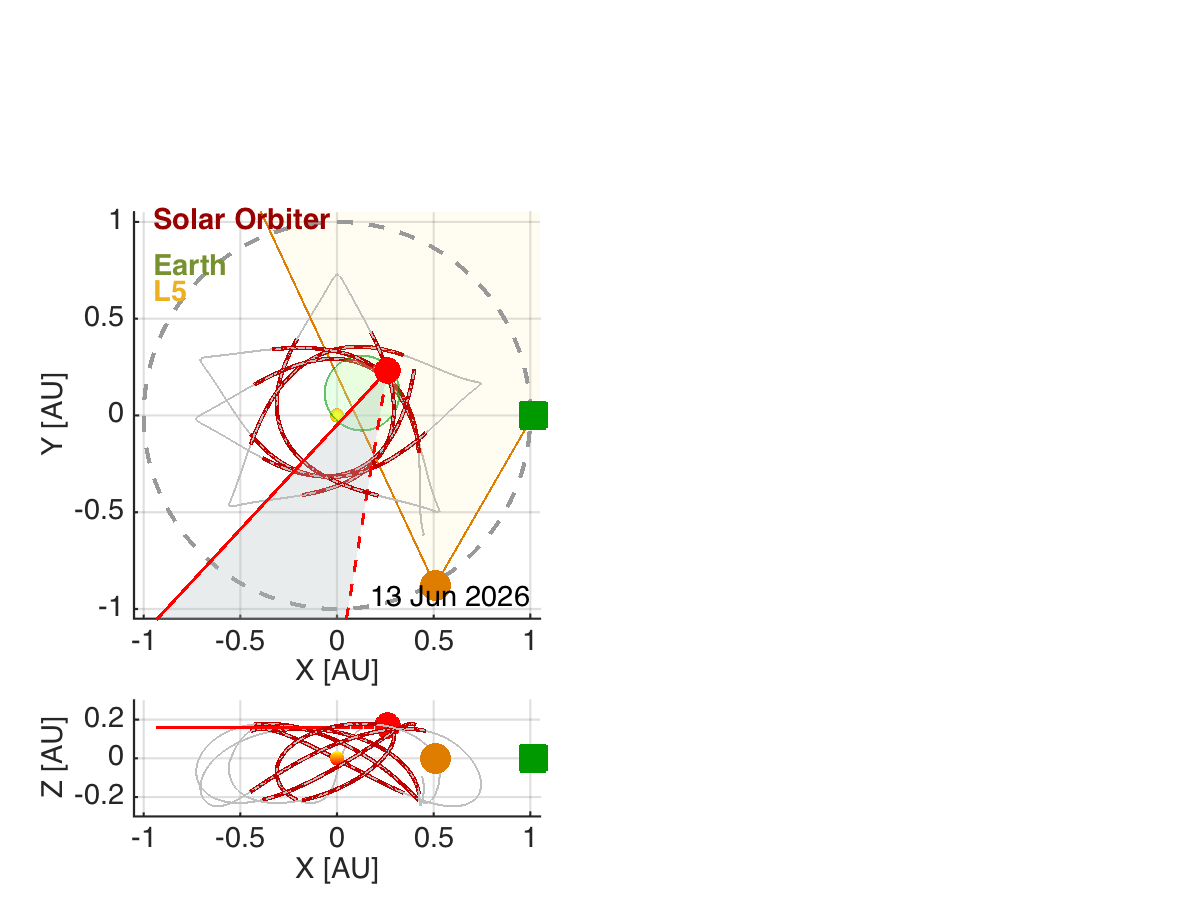 Solar Orbiter
Earth
L5
1
0.5
0
-0.5
-1
Y [AU]
13 Jun 2026
-1 -0.5 0 0.5 1
X [AU]
0.2
0
-0.2
Z [AU]
-1 -0.5 0 0.5 1
X [AU]